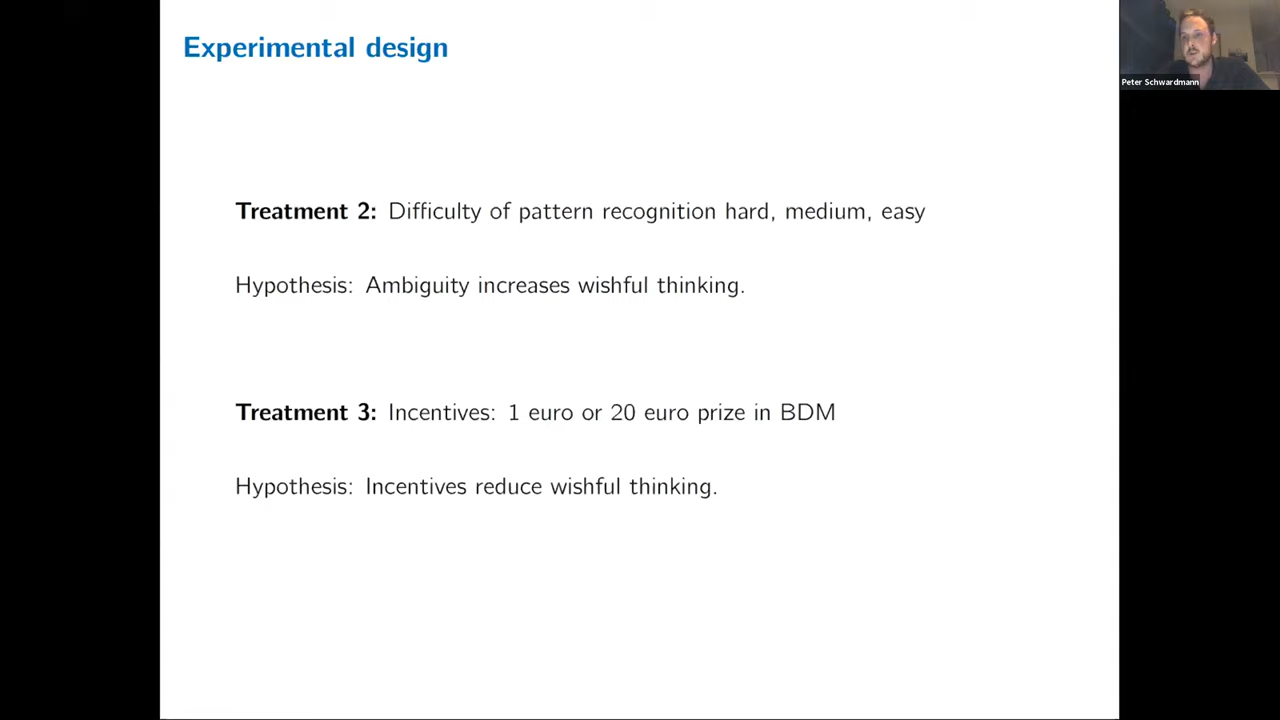 Experimental design
Peter Schwardmann
Treatment 2: Difficulty of pattern recognition hard, medium, easy
Hypothesis: Ambiguity increases wishful thinking.
Treatment 3: Incentives: 1 euro or 20 euro prize in BDM
Hypothesis: Incentives reduce wishful thinking.